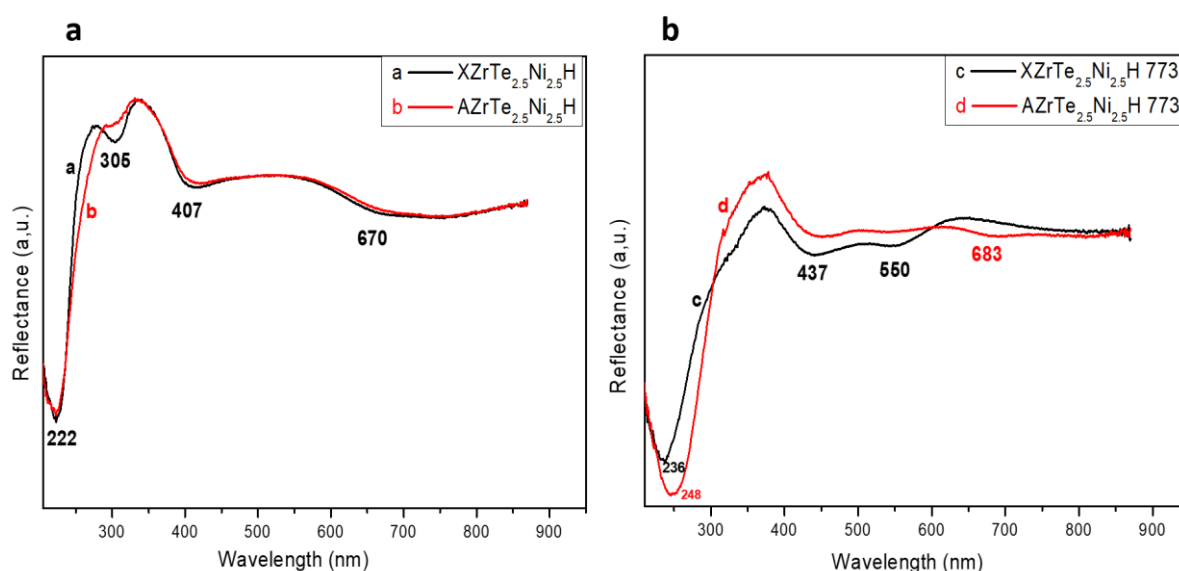 a
b
a XZrTe2.5Ni2.5H
b AZrTe2.5Ni2.5H
a
b
305
407
670
222
Reflectance (a,u.)
300 400 500 600 700 800 900
Wavelength (nm)
c XZrTe2.5Ni2.5H 773
d AZrTe2.5Ni2.5H 773
d
c
437
550
683
236
248
Reflectance (a.u.)
300 400 500 600 700 800 900
Wavelength (nm)